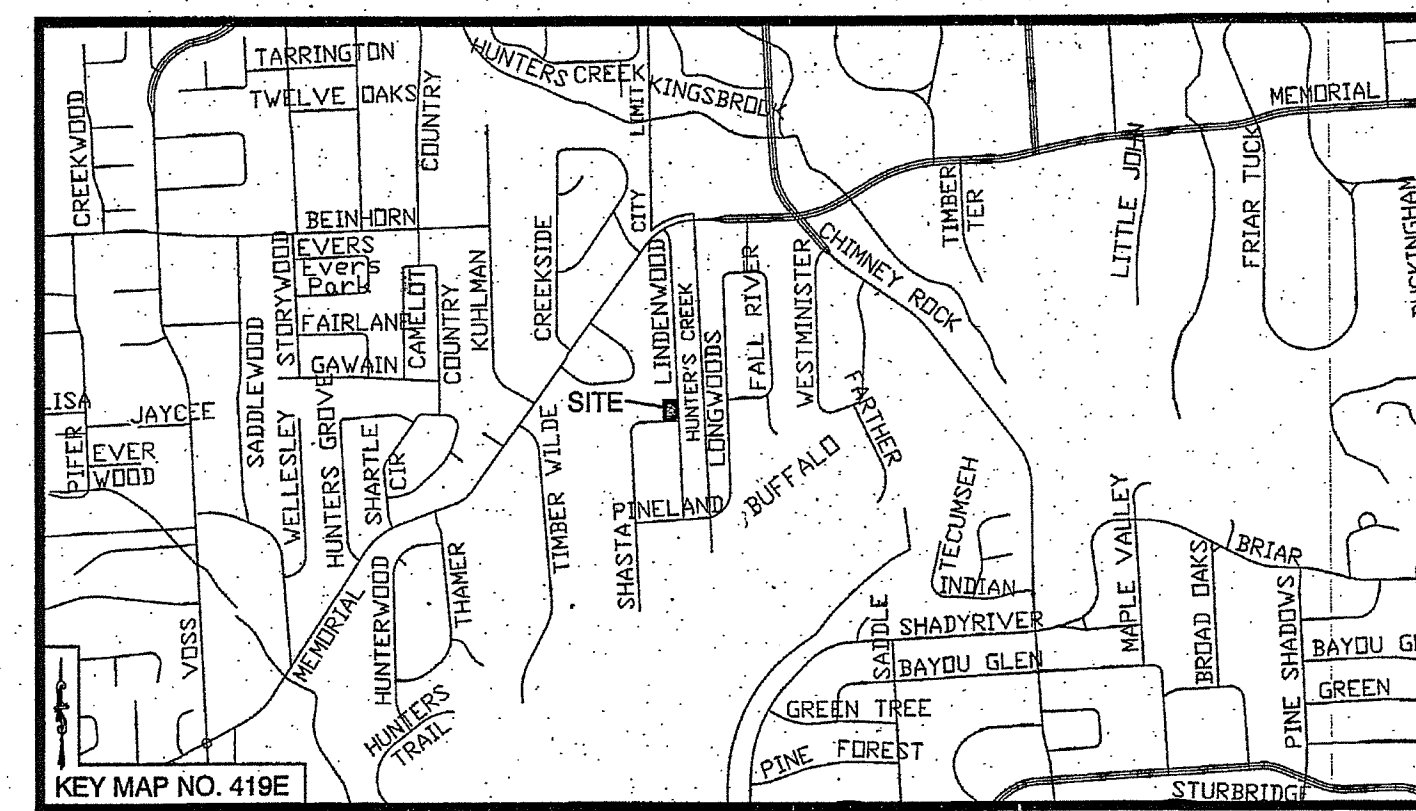 TARRINGTON
TWELVE OAKS
COUNTRY
HUNTERS CREEK
KINGSBROOK
LIMIT
CITY
MEMORIAL
CREEKWOOD
BEINHORN
STORYWOOD
EVERS
Evers
Park
FAIRLANE
GAWAIN
CAMELOT
COUNTRY
KUHLMAN
CREEKSIDE
LINDENWOOD
HUNTER'S CREEK
LONGWOODS
FALL RIVER
WESTMINISTER
CHIMNEY ROCK
TIMBER
TER
LITTLE JOHN
FRIAR TUCK
BUCKINGHAM
SADDLEWOOD
SITE
JAYCEE
PIFER
EVER
WOOD
WELLESLEY
HUNTERS GROVE
SHARTLE
CIR
TIMBER WILDE
FARTHER
BUFFALO
PINELAND
SHASTA
TECUMSEH
INDIAN
MAPLE VALLEY
BROAD OAKS
BRIAR
PINE SHADOWS
VOSS
MEMORIAL
HUNTERWOOD
THAMER
HUNTERS
TRAIL
SADDLE
SHADYRIVER
BAYOU GLEN
GREEN TREE
PINE FOREST
BAYOU GL
GREEN
STURBRIDGE
KEY MAP NO. 419E